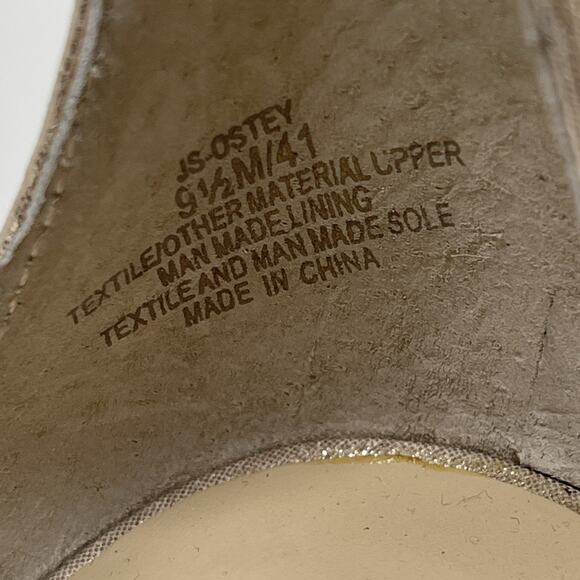 JS-OSTEY
9½M/41
TEXTILE/OTHER MATERIAL UPPER
MAN MADE LINING
TEXTILE AND MAN MADE SOLE
MADE IN CHINA